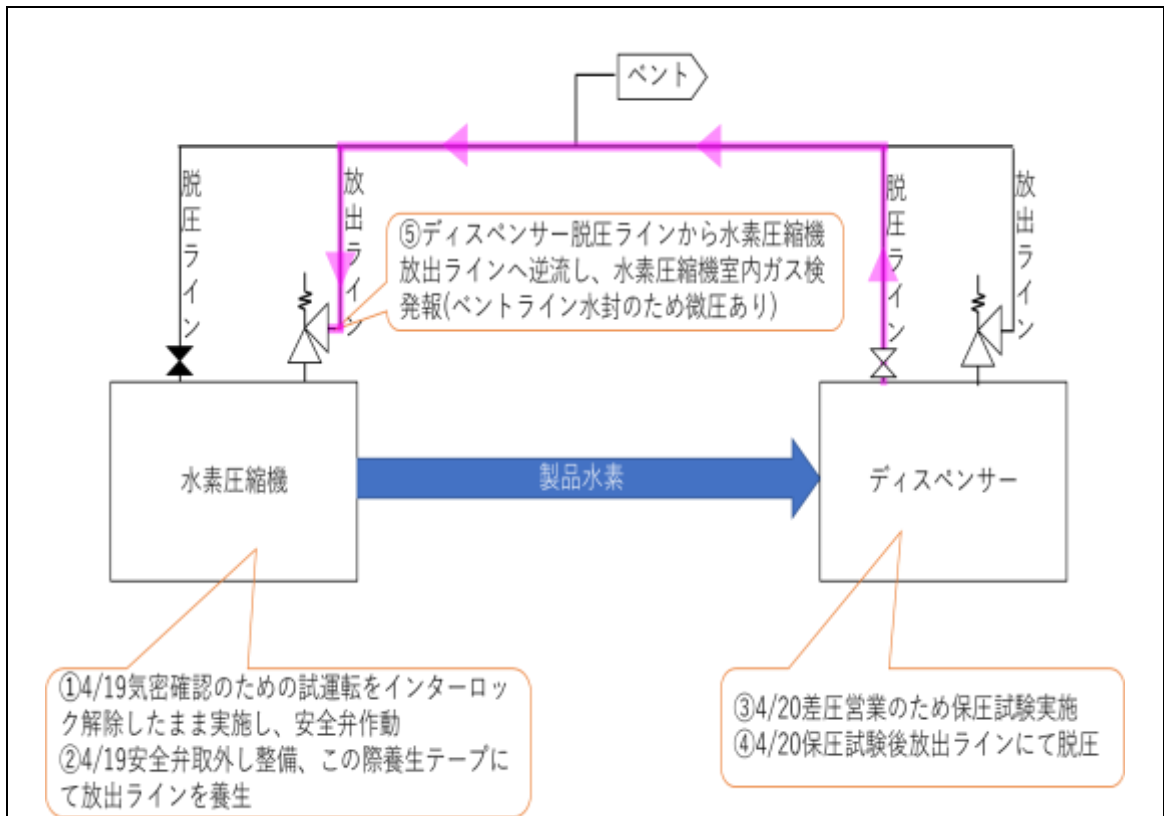 ベント
脱圧ライン
放出ライン
脱圧ライン
放出ライン
⑤ディスペンサー脱圧ラインから水素圧縮機
放出ラインへ逆流し、水素圧縮機室内ガス検
発報(ベントライン水封のため微圧あり)
水素圧縮機
製品水素
ディスペンサー
①4/19気密確認のための試運転をインターロッ
ク解除したまま実施し、安全弁作動
②4/19安全弁取外し整備、この際養生テープに
て放出ラインを養生
③4/20差圧営業のため保圧試験実施
④4/20保圧試験後放出ラインにて脱圧